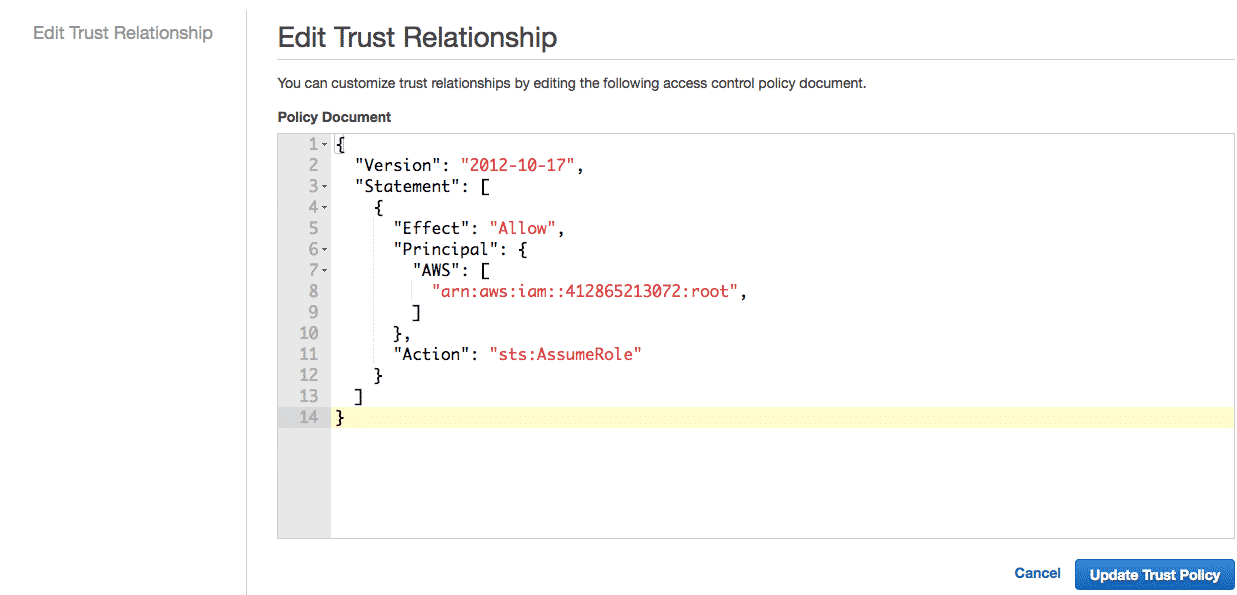 Edit Trust Relationship
Edit Trust Relationship
You can customize trust relationships by editing the following access control policy document.
Policy Document
1 {
2 "Version": "2012-10-17",
3 "Statement": [
4 {
5 "Effect": "Allow",
6 "Principal": {
7 "AWS": [
8 "arn:aws:iam::412865213072:root",
9 ]
10 },
11 "Action": "sts:AssumeRole"
12 }
13 ]
14 }
Cancel Update Trust Policy